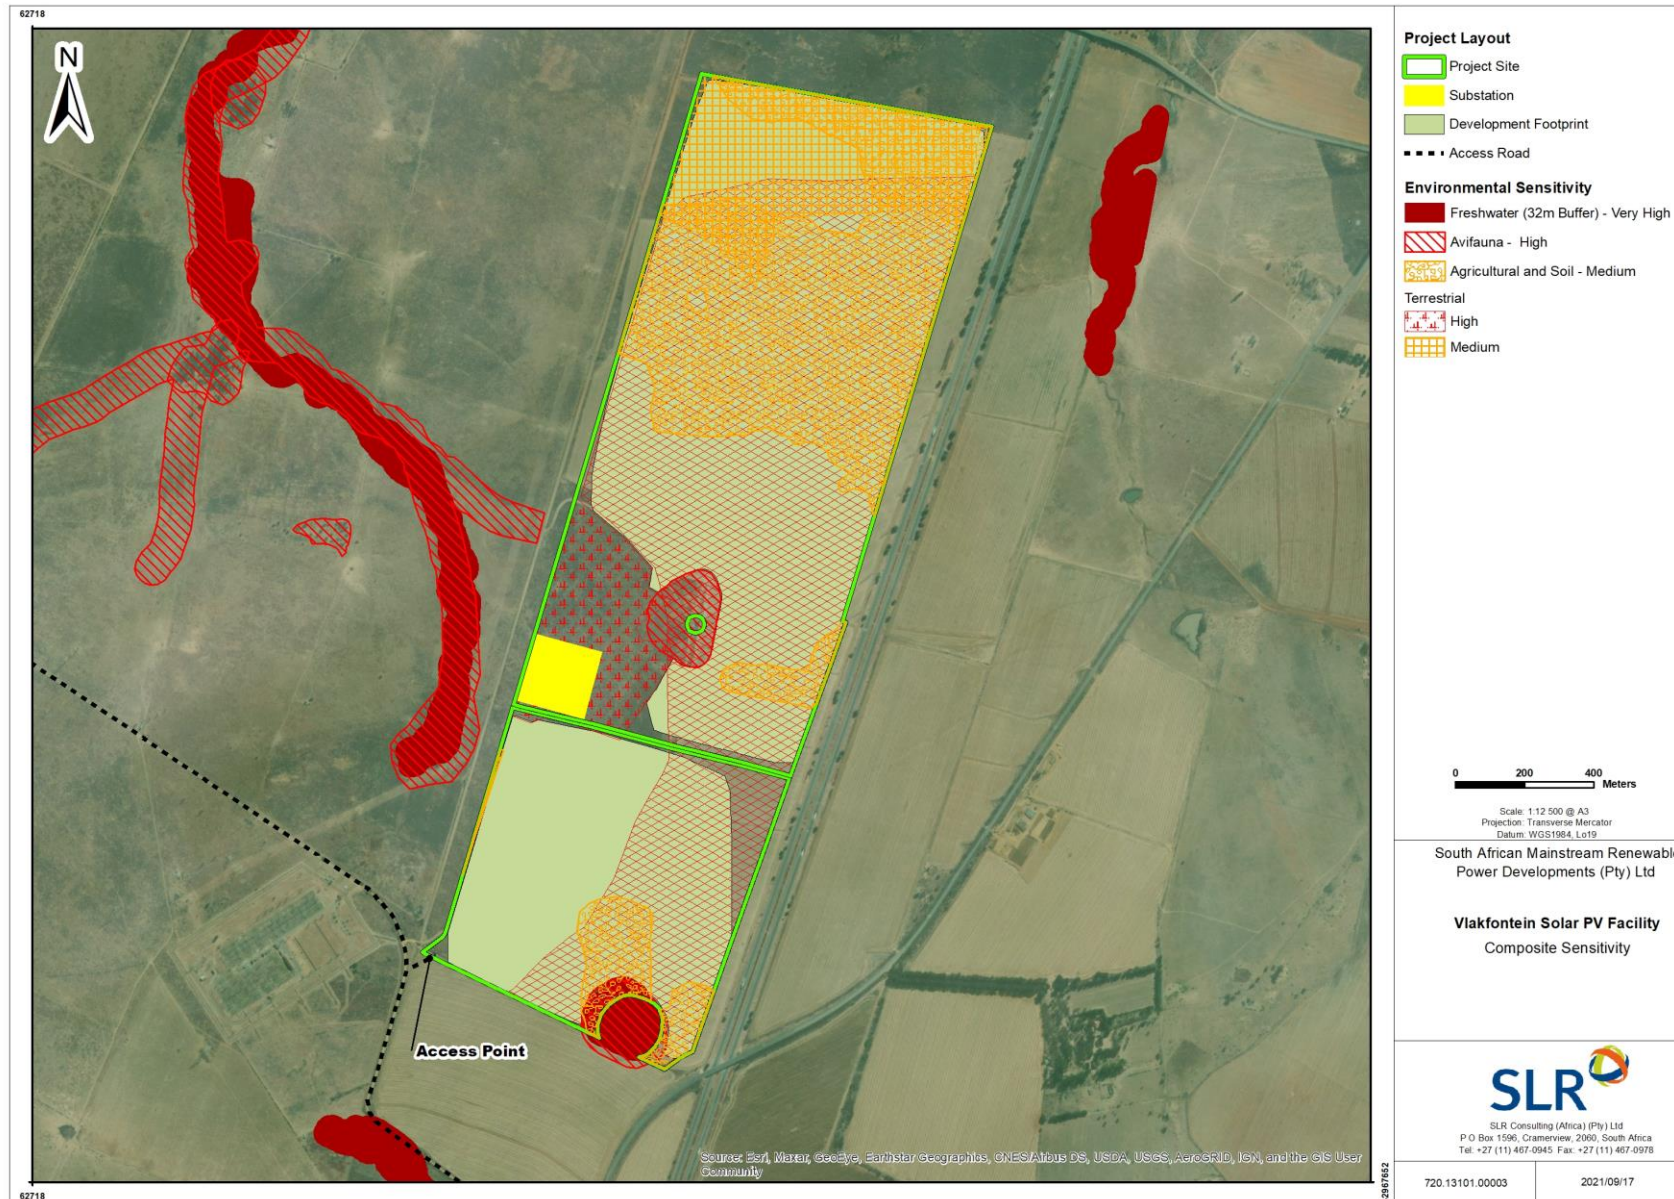 62718
N
Access Point
Source: Esri, Maxar, GeoEye, Earthstar Geographics, CNES/Airbus DS, USDA, USGS, AeroGRID, IGN, and the GIS User
Community
62718
2967652
Project Layout
Project Site
Substation
Development Footprint
Access Road
Environmental Sensitivity
Freshwater (32m Buffer) - Very High
Avifauna - High
Agricultural and Soil - Medium
Terrestrial
High
Medium
0 200 400
Meters
Scale: 1:12 500 @ A3
Projection: Transverse Mercator
Datum: WGS1984, Lo19
South African Mainstream Renewabl
Power Developments (Pty) Ltd
Vlakfontein Solar PV Facility
Composite Sensitivity
SLR
SLR Consulting (Africa) (Pty) Ltd
P O Box 1596, Cramerview, 2060, South Africa
Tel: +27 (11) 467-0945 Fax: +27 (11) 467-0978
720.13101.00003 2021/09/17